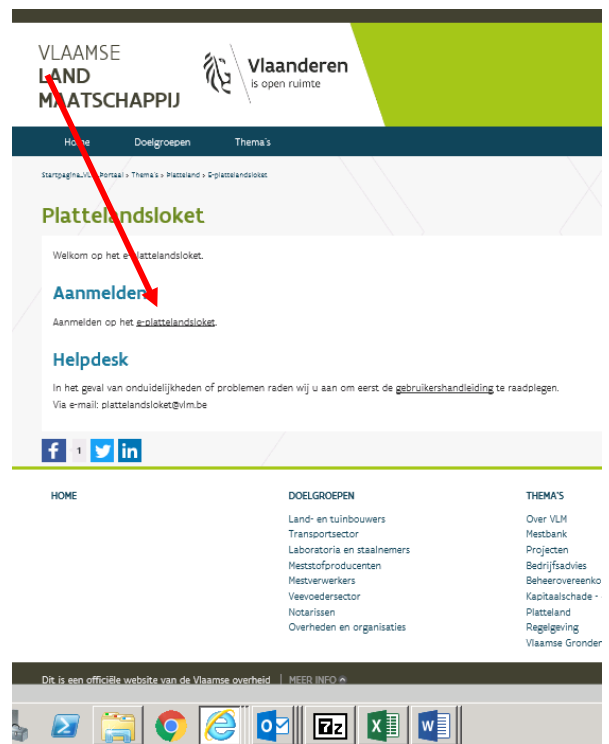 VLAAMSE
LAND
MAATSCHAPPIJ
Vlaanderen
is open ruimte
Home Doelgroepen Thema's
Startpagina VLM Portaal > Thema's > Platteland > E-plattelandsloket
Plattelandsloket
Welkom op het e-plattelandsloket.
Aanmelden
Aanmelden op het e-plattelandsloket.
Helpdesk
In het geval van onduidelijkheden of problemen raden wij u aan om eerst de gebruikershandleiding te raadplegen.
Via e-mail: plattelandsloket@vlm.be
f 1 in
HOME
DOELGROEPEN
Land- en tuinbouwers
Transportsector
Laboratoria en staalnemers
Meststofproducenten
Mestverwerkers
Veevoedersector
Notarissen
Overheden en organisaties
THEMA'S
Over VLM
Mestbank
Projecten
Bedrijfsadvies
Beheerovereenko
Kapitaalschade -
Platteland
Regelgeving
Vlaamse Gronden
Dit is een officiële website van de Vlaamse overheid | MEER INFO